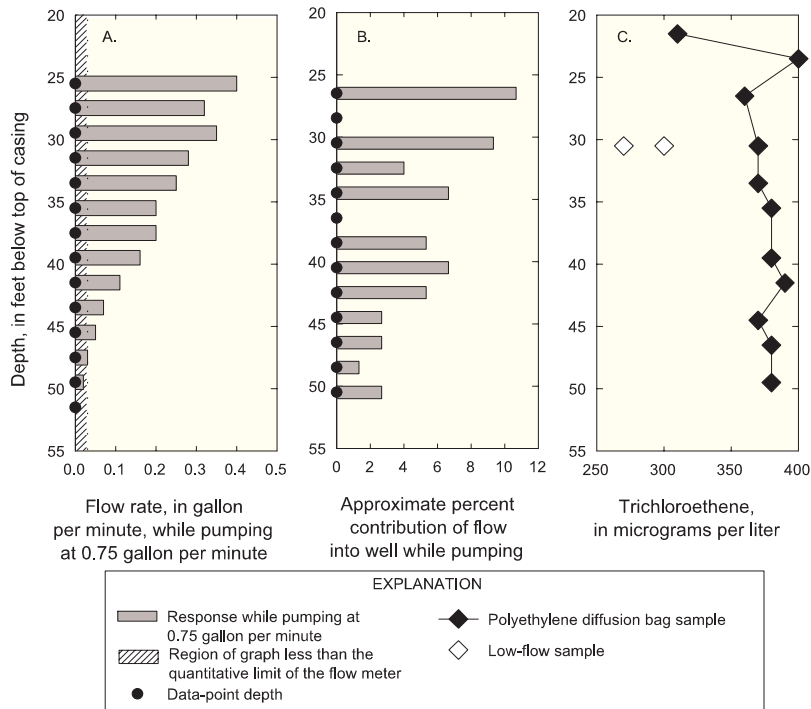 A.
B.
C.
Depth, in feet below top of casing
20
25
30
35
40
45
50
55
0.0 0.1 0.2 0.3 0.4 0.5
Flow rate, in gallon
per minute, while pumping
at 0.75 gallon per minute
20
25
30
35
40
45
50
55
0 2 4 6 8 10 12
Approximate percent
contribution of flow
into well while pumping
20
25
30
35
40
45
50
55
250 300 350 400
Trichloroethene,
in micrograms per liter
EXPLANATION
Response while pumping at
0.75 gallon per minute
Region of graph less than the
quantitative limit of the flow meter
Data-point depth
Polyethylene diffusion bag sample
Low-flow sample